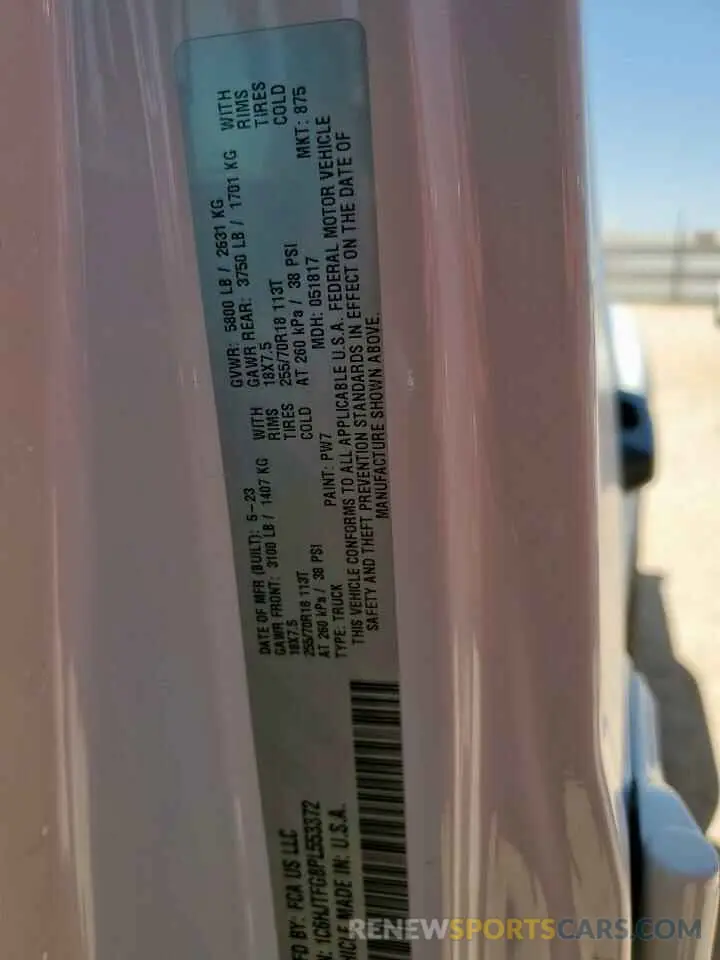 FD BY: FCA US LLC
1C6HJTFG8PL553372
HICLE MADE IN: U.S.A.
DATE OF MFR (BUILT): 5-23
GAWR FRONT: 3100 LB / 1407 KG WITH
18X7.5 RIMS
255/70R18 113T TIRES
AT 260 kPa / 38 PSI COLD
GVWR: 5800 LB / 2631 KG
GAWR REAR: 3750 LB / 1701 KG WITH
18X7.5 RIMS
255/70R18 113T TIRES
AT 260 kPa / 38 PSI COLD
TYPE: TRUCK PAINT: PW7 MDH: 051817 MKT: 875
THIS VEHICLE CONFORMS TO ALL APPLICABLE U.S.A. FEDERAL MOTOR VEHICLE
SAFETY AND THEFT PREVENTION STANDARDS IN EFFECT ON THE DATE OF
MANUFACTURE SHOWN ABOVE.
RENEWSPORTSCARS.COM